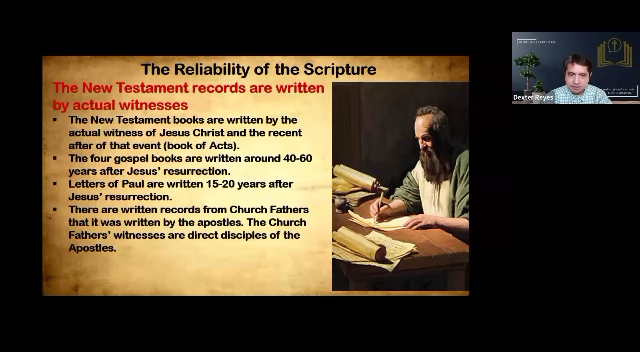 The Reliability of the Scripture
The New Testament records are written
by actual witnesses
▪ The New Testament books are written by the
actual witness of Jesus Christ and the recent
after of that event (book of Acts).
▪ The four gospel books are written around 40-60
years after Jesus' resurrection.
▪ Letters of Paul are written 15-20 years after
Jesus' resurrection.
▪ There are written records from Church Fathers
that it was written by the apostles. The Church
Fathers' witnesses are direct disciples of the
Apostles.
Dexter Reyes